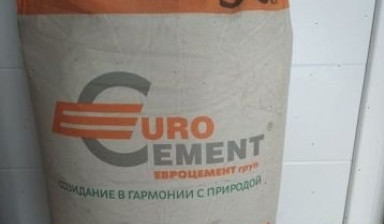 EURO
CEMENT®
ЕВРОЦЕМЕНТ груп
СОЗИДАНИЕ В ГАРМОНИИ С ПРИРОДОЙ